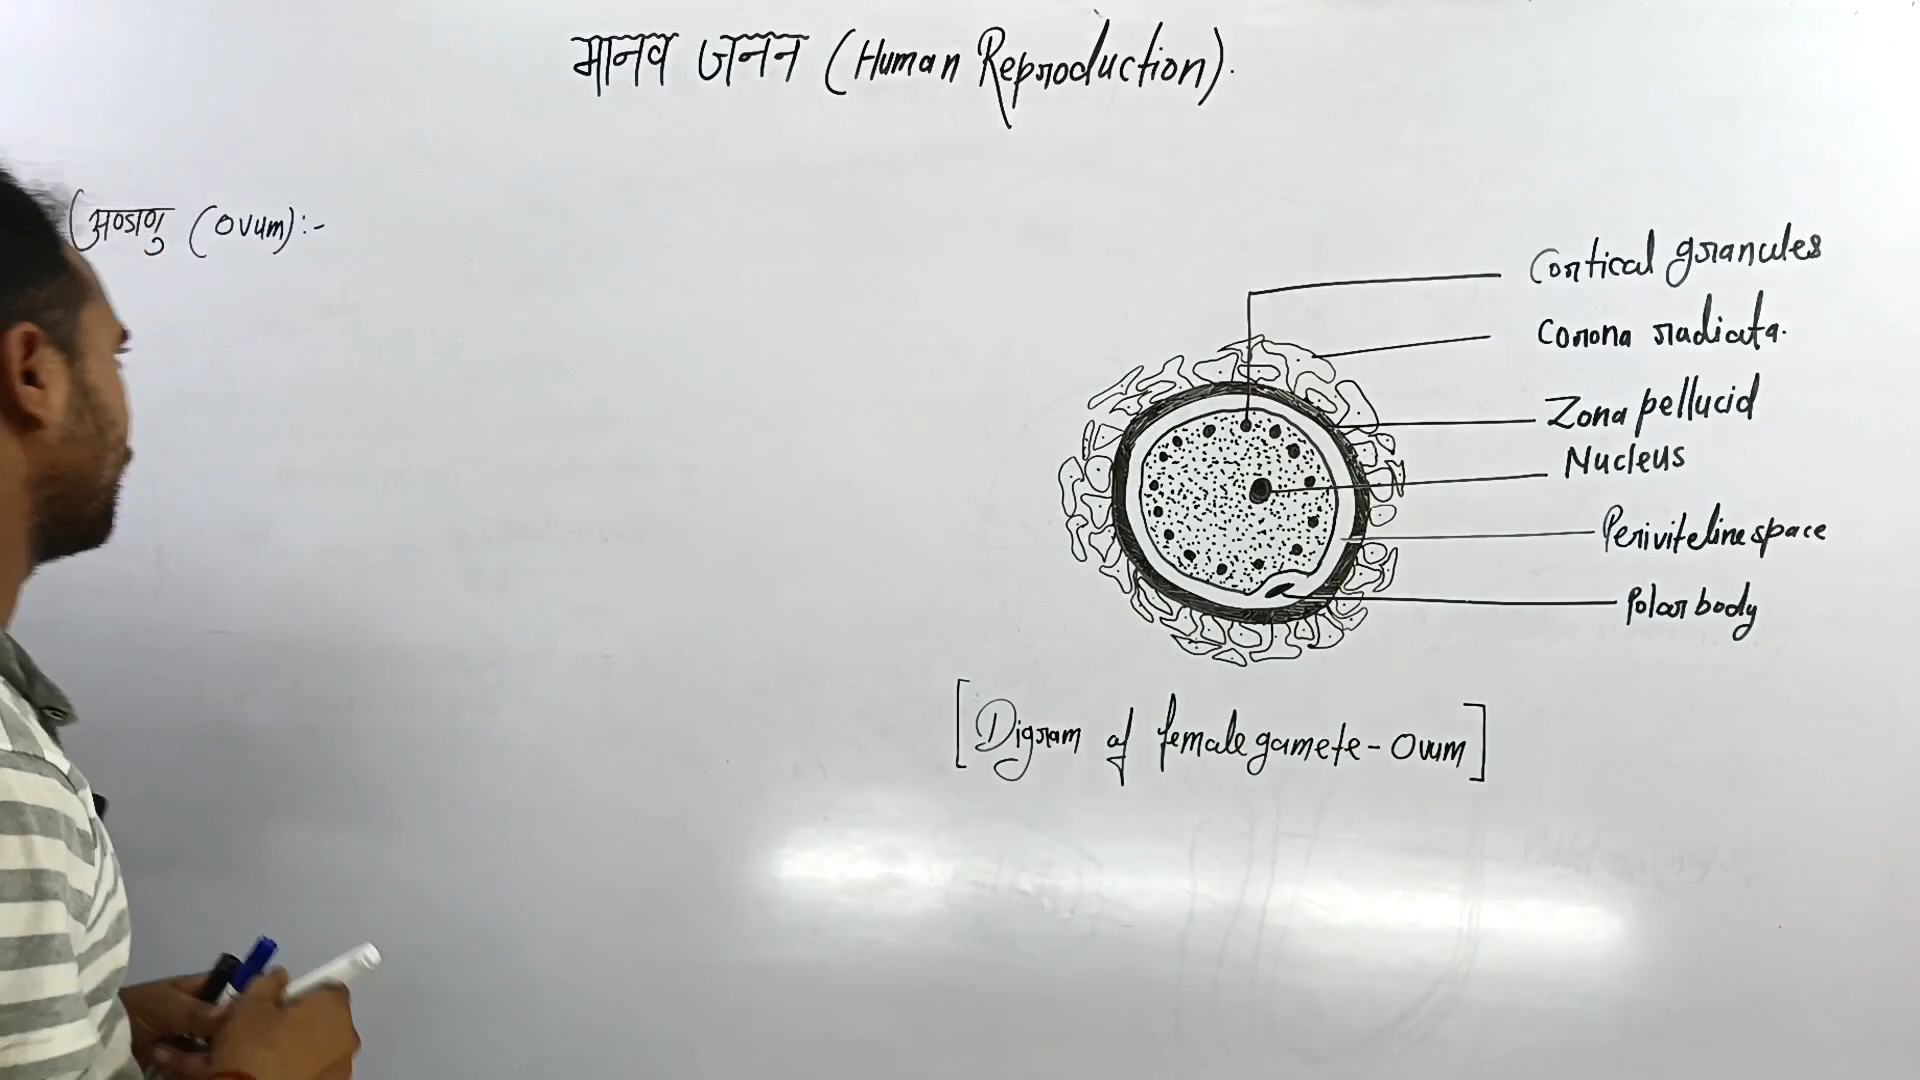 मानव जनन (Human Reproduction).
अण्डाणु (Ovum):-
Cortical granules
Corona radiata.
Zona pellucid
Nucleus
Periviteline space
Polar body
[Digram of female gamete - Ovum]